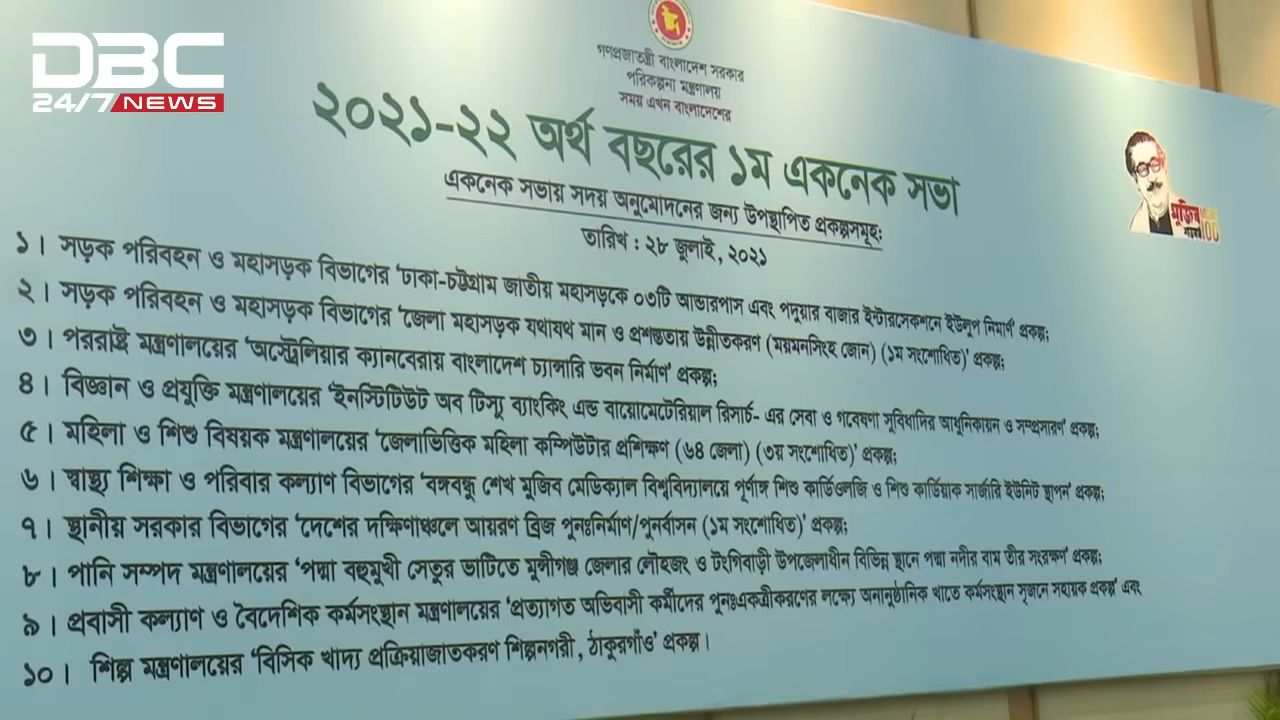 DBC
24/7 NEWS
গণপ্রজাতন্ত্রী বাংলাদেশ সরকার
পরিকল্পনা মন্ত্রণালয়
সময় এখন বাংলাদেশের
২০২১-২২ অর্থ বছরের ১ম একনেক সভা
একনেক সভায় সদয় অনুমোদনের জন্য উপস্থাপিত প্রকল্পসমূহ:
তারিখ : ২৮ জুলাই, ২০২১
মুজিব
100
১। সড়ক পরিবহন ও মহাসড়ক বিভাগের ‘ঢাকা-চট্টগ্রাম জাতীয় মহাসড়কে ০৩টি আন্ডারপাস এবং পদুয়ার বাজার ইন্টারসেকশনে ইউলুপ নির্মাণ’ প্রকল্প;
২। সড়ক পরিবহন ও মহাসড়ক বিভাগের ‘জেলা মহাসড়ক যথাযথ মান ও প্রশস্ততায় উন্নীতকরণ (ময়মনসিংহ জোন) (১ম সংশোধিত)’ প্রকল্প;
৩। পররাষ্ট্র মন্ত্রণালয়ের ‘অস্ট্রেলিয়ার ক্যানবেরায় বাংলাদেশ চ্যান্সারি ভবন নির্মাণ’ প্রকল্প;
৪। বিজ্ঞান ও প্রযুক্তি মন্ত্রণালয়ের ‘ইনস্টিটিউট অব টিস্যু ব্যাংকিং এন্ড বায়োমেটেরিয়াল রিসার্চ- এর সেবা ও গবেষণা সুবিধাদির আধুনিকায়ন ও সম্প্রসারণ’ প্রকল্প;
৫। মহিলা ও শিশু বিষয়ক মন্ত্রণালয়ের ‘জেলাভিত্তিক মহিলা কম্পিউটার প্রশিক্ষণ (৬৪ জেলা) (৩য় সংশোধিত)’ প্রকল্প;
৬। স্বাস্থ্য শিক্ষা ও পরিবার কল্যাণ বিভাগের ‘বঙ্গবন্ধু শেখ মুজিব মেডিক্যাল বিশ্ববিদ্যালয়ে পূর্ণাঙ্গ শিশু কার্ডিওলজি ও শিশু কার্ডিয়াক সার্জারি ইউনিট স্থাপন’ প্রকল্প;
৭। স্থানীয় সরকার বিভাগের ‘দেশের দক্ষিণাঞ্চলে আয়রণ ব্রিজ পুনঃনির্মাণ/পুনর্বাসন (১ম সংশোধিত)’ প্রকল্প;
৮। পানি সম্পদ মন্ত্রণালয়ের ‘পদ্মা বহুমুখী সেতুর ভাটিতে মুন্সীগঞ্জ জেলার লৌহজং ও টংগিবাড়ী উপজেলাধীন বিভিন্ন স্থানে পদ্মা নদীর বাম তীর সংরক্ষণ’ প্রকল্প;
৯। প্রবাসী কল্যাণ ও বৈদেশিক কর্মসংস্থান মন্ত্রণালয়ের ‘প্রত্যাগত অভিবাসী কর্মীদের পুনঃএকত্রীকরণের লক্ষ্যে অনানুষ্ঠানিক খাতে কর্মসংস্থান সৃজনে সহায়ক প্রকল্প’ এবং
১০। শিল্প মন্ত্রণালয়ের ‘বিসিক খাদ্য প্রক্রিয়াজাতকরণ শিল্পনগরী, ঠাকুরগাঁও’ প্রকল্প।